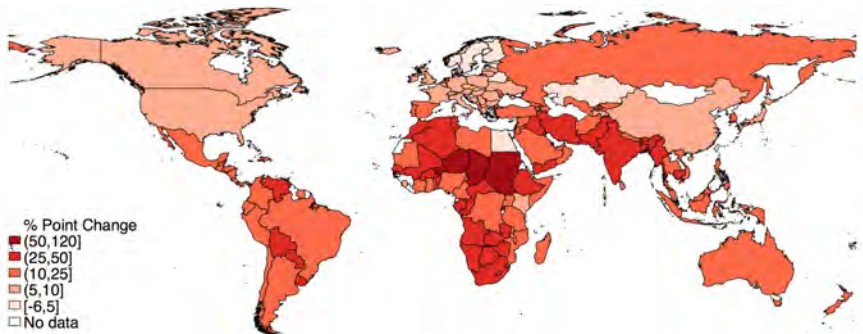 % Point Change
(50,120]
(25,50]
(10,25]
(5,10]
[-6,5]
No data